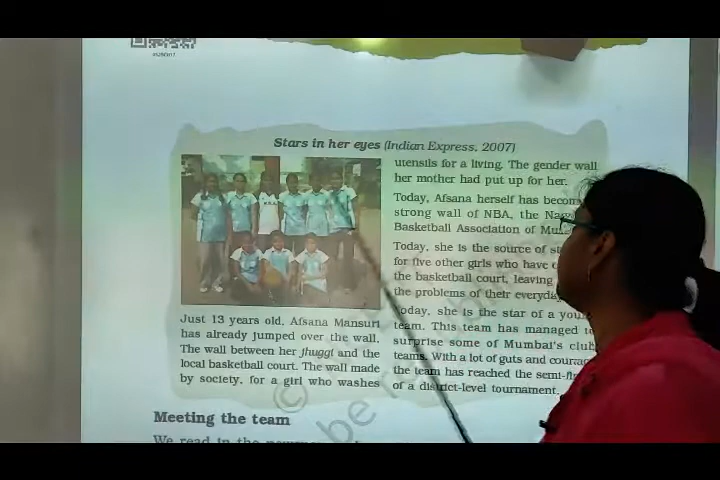 Stars in her eyes (Indian Express, 2007)
Just 13 years old, Afsana Mansuri
has already jumped over the wall.
The wall between her jhuggi and the
local basketball court. The wall made
by society, for a girl who washes
utensils for a living. The gender wall
her mother had put up for her.
Today, Afsana herself has
strong wall of NBA, the
Basketball Association of
Today, she is the source of
for five other girls who have
the basketball court, leaving
the problems of their
Today, she is the star of a
team. This team has managed
surprise some of Mumbai's club
teams. With a lot of guts and
the team has reached the
of a district-level tournament.
Meeting the team
We read in the